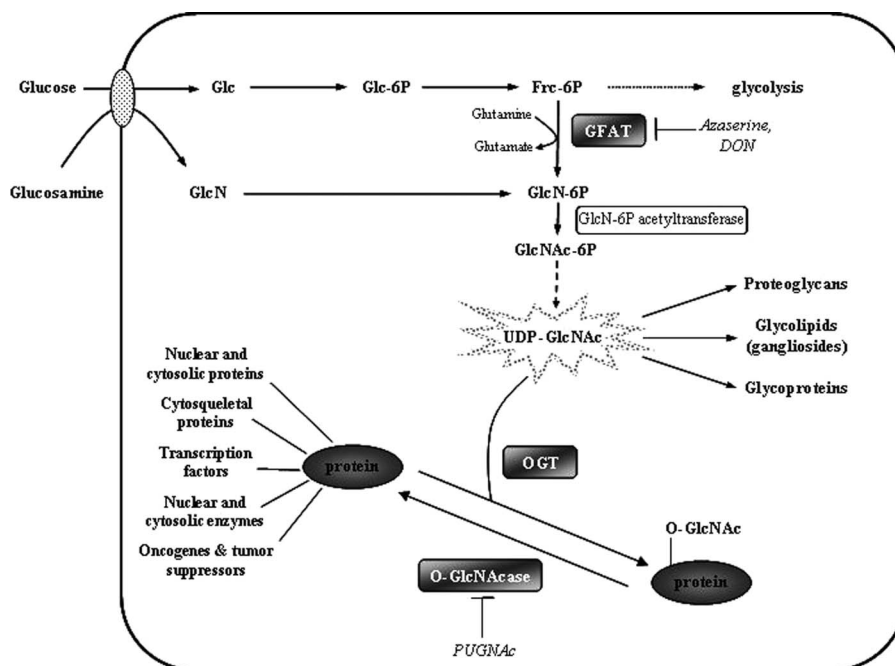 Glucose
Glc
Glc-6P
Frc-6P
glycolysis
Glutamine
Glutamate
GFAT
Azaserine,
DON
Glucosamine
GlcN
GlcN-6P
GlcN-6P acetyltransferase
GlcNAc-6P
UDP-GlcNAc
Proteoglycans
Glycolipids
(gangliosides)
Glycoproteins
Nuclear and
cytosolic proteins
Cytosqueletal
proteins
Transcription
factors
Nuclear and
cytosolic enzymes
Oncogenes & tumor
suppressors
protein
OGT
O-GlcNAc
protein
O-GlcNAcase
PUGNAc